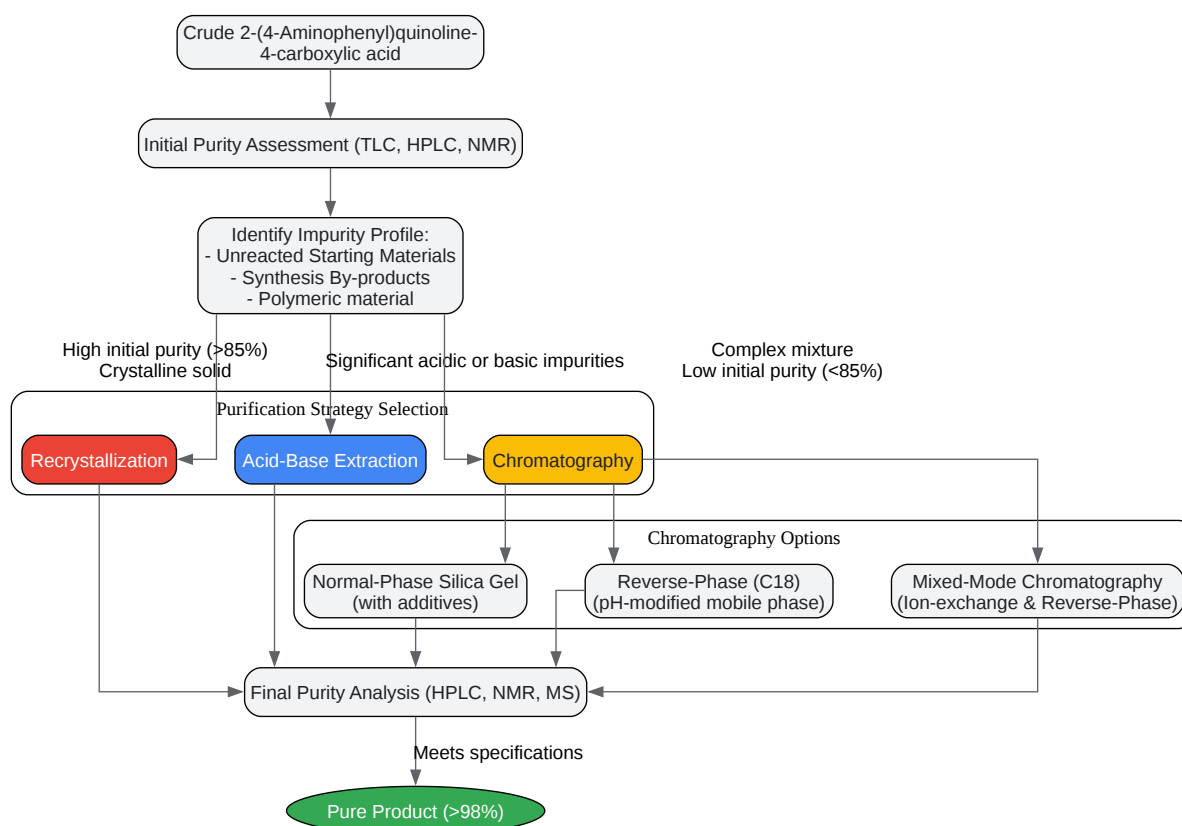 Crude 2-(4-Aminophenyl)quinoline-
4-carboxylic acid
Initial Purity Assessment (TLC, HPLC, NMR)
Identify Impurity Profile:
- Unreacted Starting Materials
- Synthesis By-products
- Polymeric material
High initial purity (>85%)
Crystalline solid
Significant acidic or basic impurities
Complex mixture
Low initial purity (<85%)
Purification Strategy Selection
Recrystallization
Acid-Base Extraction
Chromatography
Chromatography Options
Normal-Phase Silica Gel
(with additives)
Reverse-Phase (C18)
(pH-modified mobile phase)
Mixed-Mode Chromatography
(Ion-exchange & Reverse-Phase)
Final Purity Analysis (HPLC, NMR, MS)
Meets specifications
Pure Product (>98%)